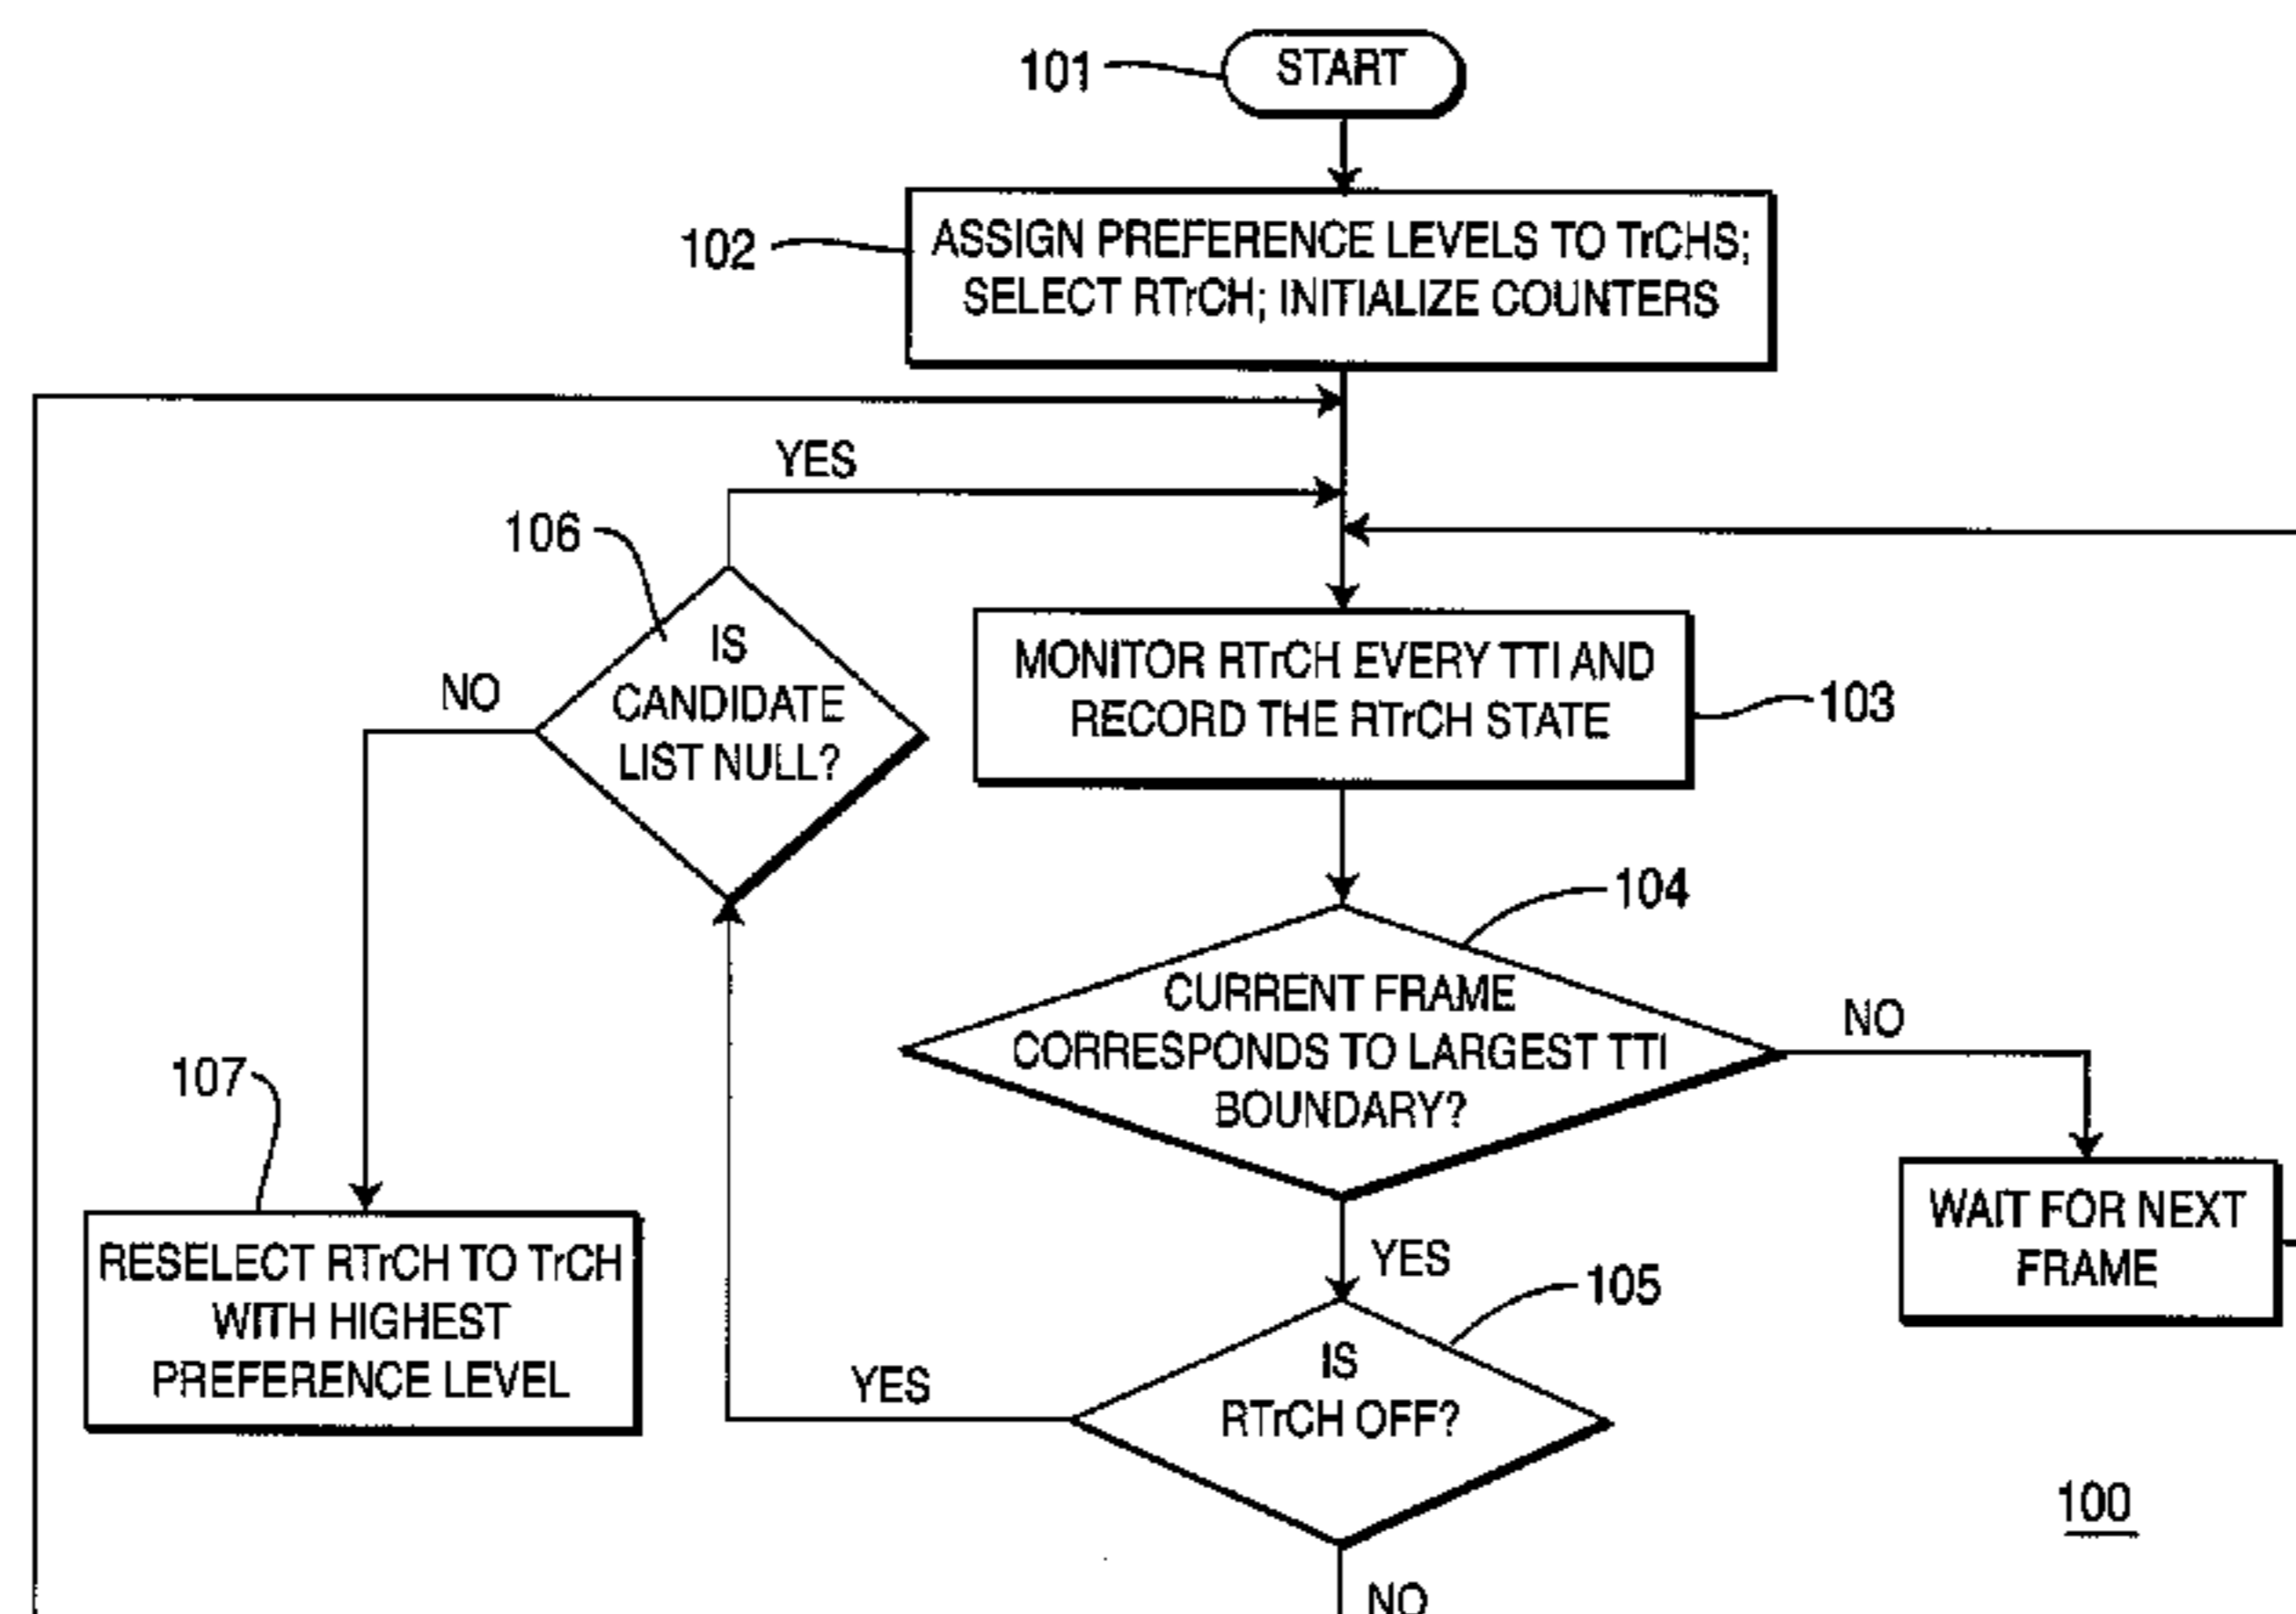 101
START
102
ASSIGN PREFERENCE LEVELS TO TrCHS;
SELECT RTrCH; INITIALIZE COUNTERS
YES
106
IS
CANDIDATE
LIST NULL?
NO
MONITOR RTrCH EVERY TTI AND
RECORD THE RTrCH STATE
103
104
CURRENT FRAME
CORRESPONDS TO LARGEST TTI
BOUNDARY?
NO
107
RESELECT RTrCH TO TrCH
WITH HIGHEST
PREFERENCE LEVEL
WAIT FOR NEXT
FRAME
YES
105
IS
RTrCH OFF?
YES
100
NO